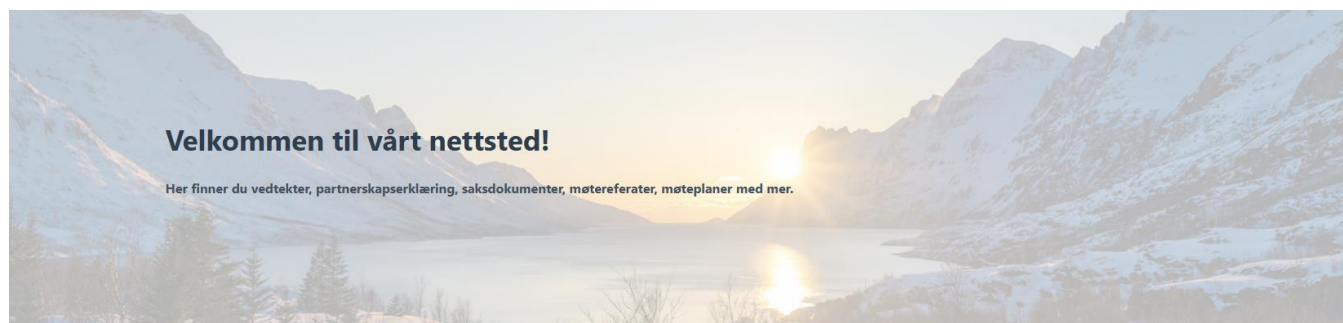 Velkommen til vårt nettsted!
Her finner du vedtekter, partnerskapserklæring, saksdokumenter, møtereferater, møteplaner med mer.